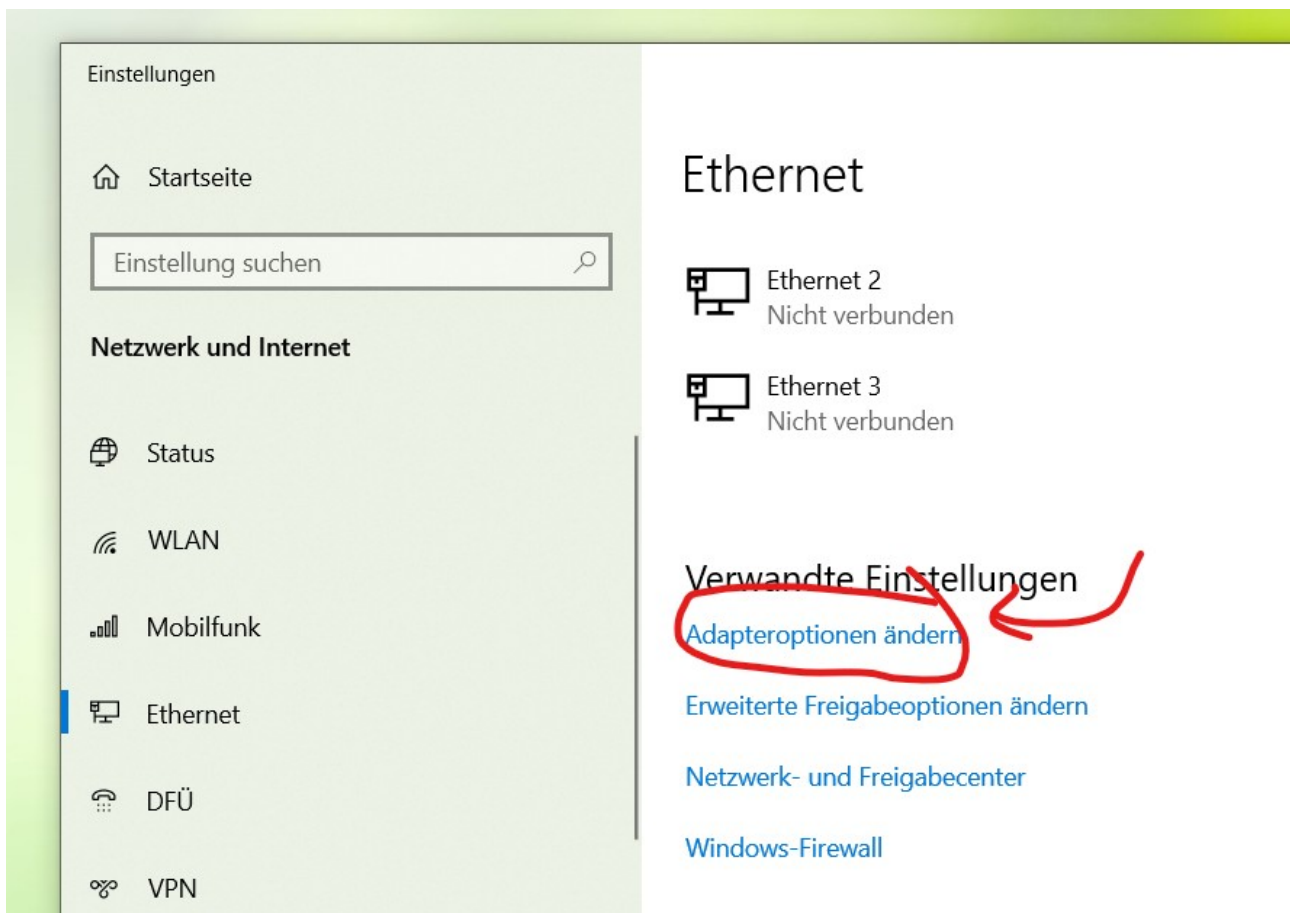 Einstellungen
Startseite
Einstellung suchen
Netzwerk und Internet
Status
WLAN
Mobilfunk
Ethernet
DFÜ
VPN
Ethernet
Ethernet 2
Nicht verbunden
Ethernet 3
Nicht verbunden
Verwandte Einstellungen
Adapteroptionen ändern
Erweiterte Freigabeoptionen ändern
Netzwerk- und Freigabecenter
Windows-Firewall